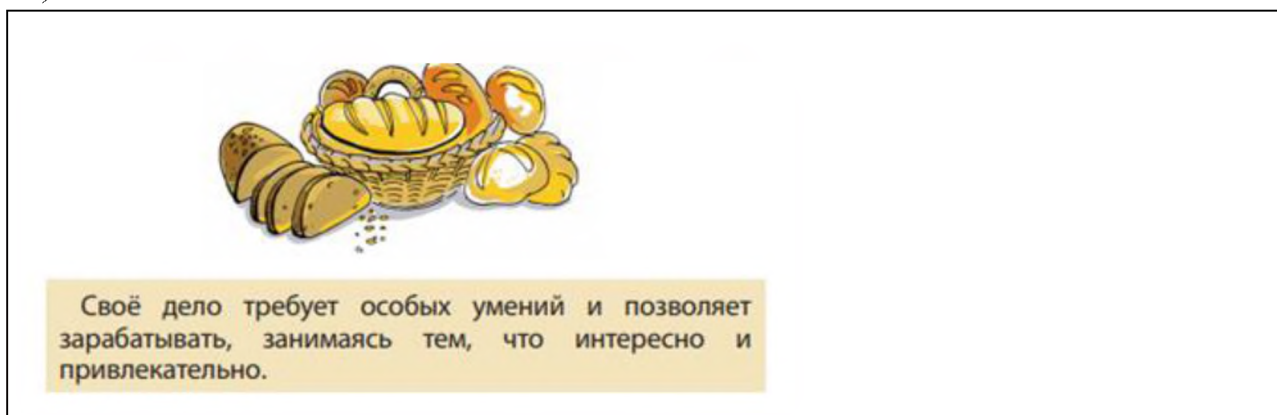 Своё дело требует особых умений и позволяет
зарабатывать, занимаясь тем, что интересно и
привлекательно.